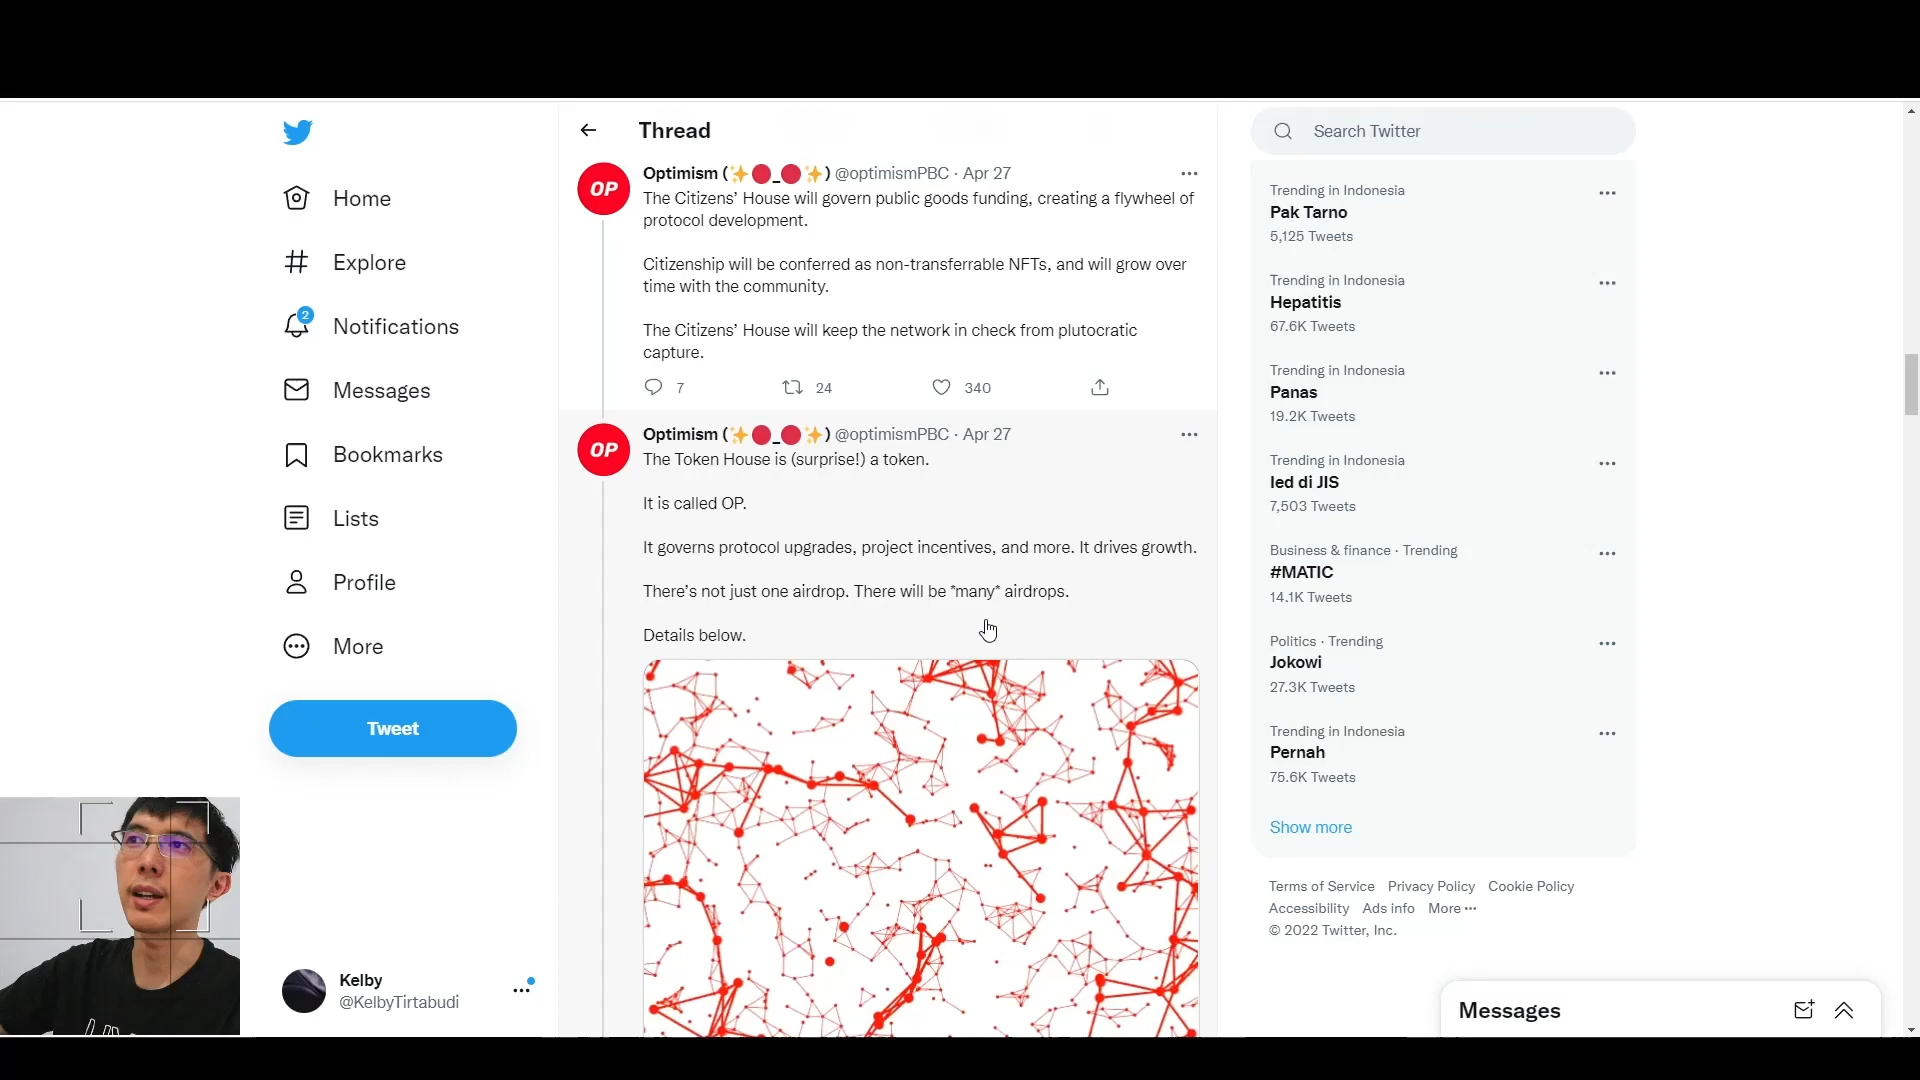 Home
Explore
2
Notifications
Messages
Bookmarks
Lists
Profile
More
Tweet
Kelby
@KelbyTirtabudi
Thread
OP
Optimism (✨🔴_🔴✨) @optimismPBC · Apr 27
The Citizens’ House will govern public goods funding, creating a flywheel of
protocol development.
Citizenship will be conferred as non-transferrable NFTs, and will grow over
time with the community.
The Citizens’ House will keep the network in check from plutocratic
capture.
7 24 340
OP
Optimism (✨🔴_🔴✨) @optimismPBC · Apr 27
The Token House is (surprise!) a token.
It is called OP.
It governs protocol upgrades, project incentives, and more. It drives growth.
There’s not just one airdrop. There will be *many* airdrops.
Details below.
Search Twitter
Trending in Indonesia
Pak Tarno
5,125 Tweets
Trending in Indonesia
Hepatitis
67.6K Tweets
Trending in Indonesia
Panas
19.2K Tweets
Trending in Indonesia
Ied di JIS
7,503 Tweets
Business & finance · Trending
#MATIC
14.1K Tweets
Politics · Trending
Jokowi
27.3K Tweets
Trending in Indonesia
Pernah
75.6K Tweets
Show more
Terms of Service Privacy Policy Cookie Policy
Accessibility Ads info More ···
© 2022 Twitter, Inc.
Messages